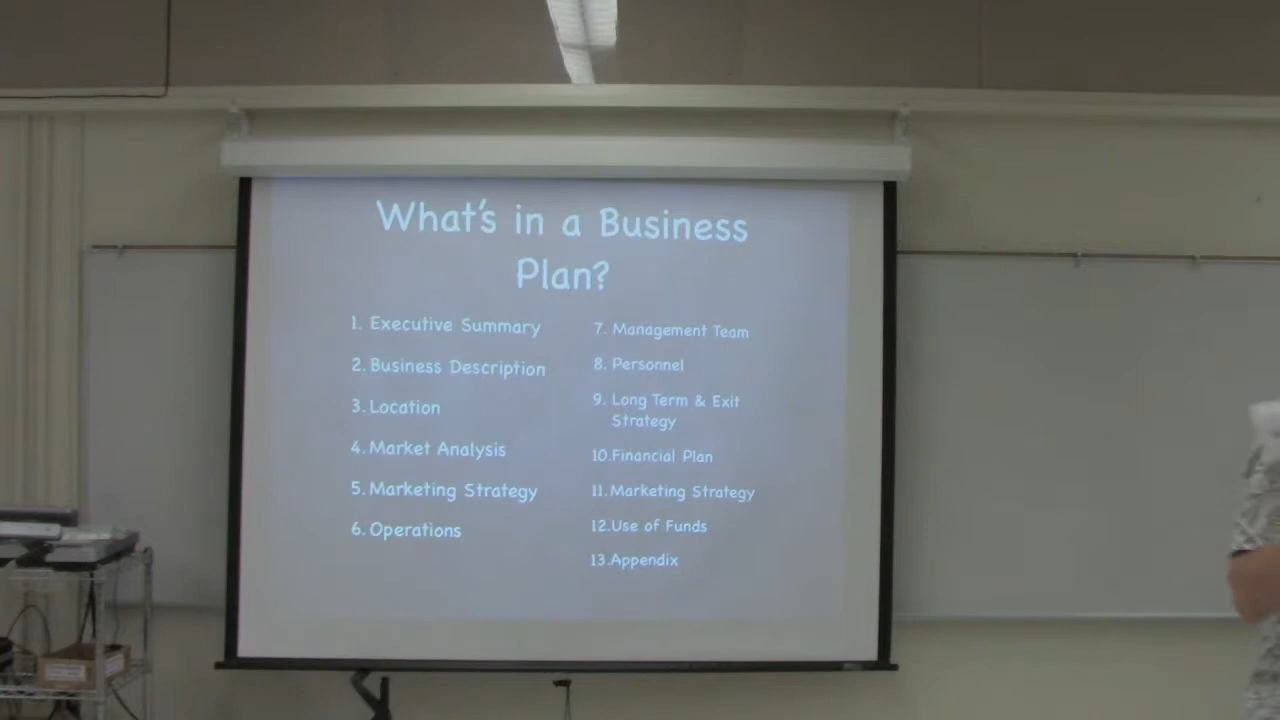 What's in a Business
Plan?
1. Executive Summary
2. Business Description
3. Location
4. Market Analysis
5. Marketing Strategy
6. Operations
7. Management Team
8. Personnel
9. Long Term & Exit
Strategy
10. Financial Plan
11. Marketing Strategy
12. Use of Funds
13. Appendix